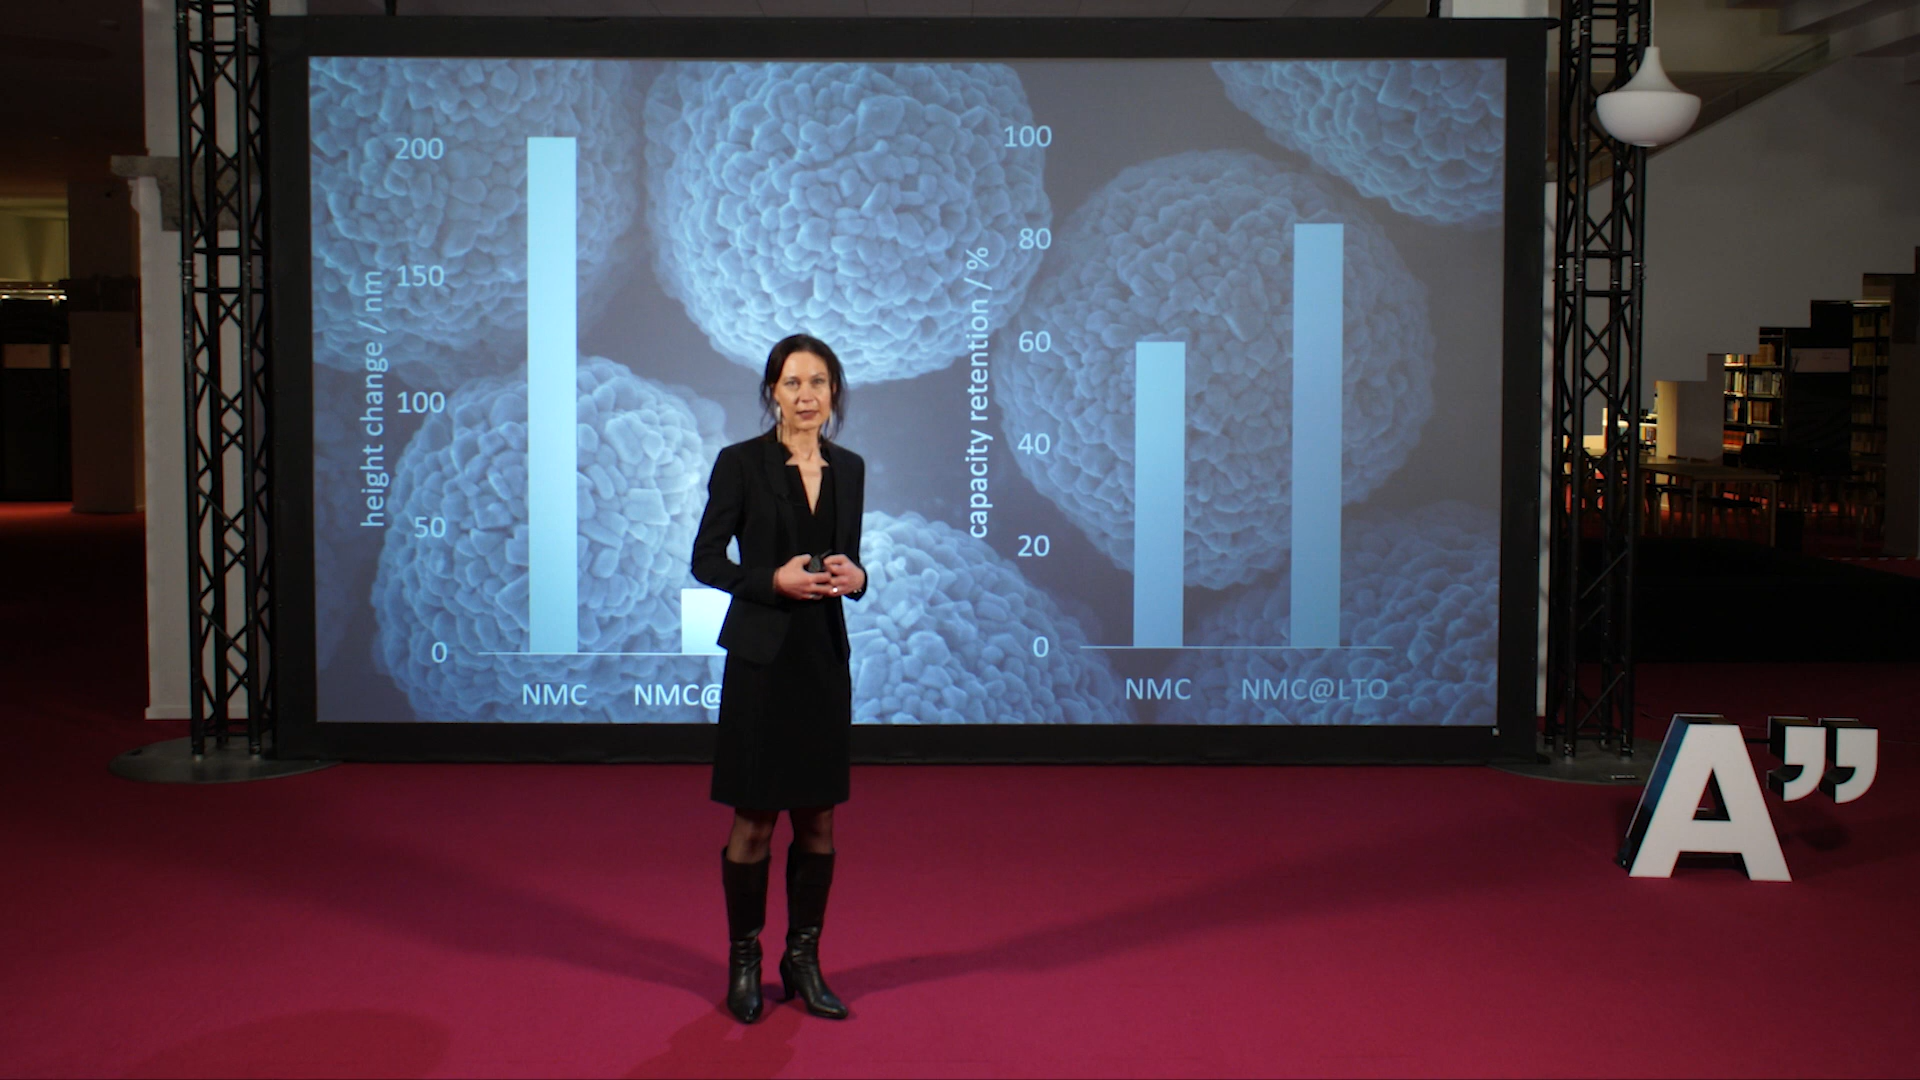 200
150
100
50
0
height change / nm
NMC
NMC@
100
80
60
40
20
0
capacity retention / %
NMC
NMC@LTO
A”